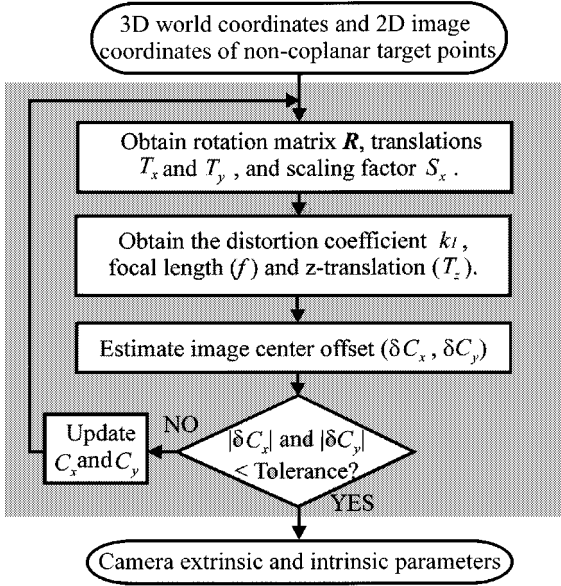 3D world coordinates and 2D image
coordinates of non-coplanar target points
Obtain rotation matrix R, translations
Tx and Ty , and scaling factor Sx .
Obtain the distortion coefficient k1 ,
focal length (f) and z-translation (Tz).
Estimate image center offset (δCx , δCy)
|δCx| and |δCy|
< Tolerance?
NO
Update
Cx and Cy
YES
Camera extrinsic and intrinsic parameters